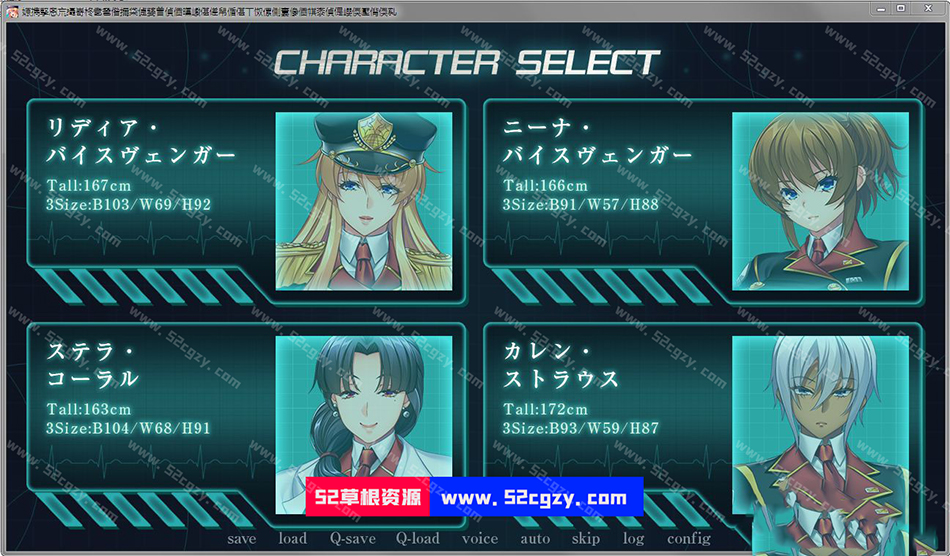 CHARACTER SELECT
リディア・
バイスヴェンガー
Tall:167cm
3Size:B103/W69/H92
ニーナ・
バイスヴェンガー
Tall:166cm
3Size:B91/W57/H88
ステラ・
コーラル
Tall:163cm
3Size:B104/W68/H91
カレン・
ストラウス
Tall:172cm
3Size:B93/W59/H87
52草根资源 www.52cgzy.com
save load Q-save Q-load voice auto skip log config